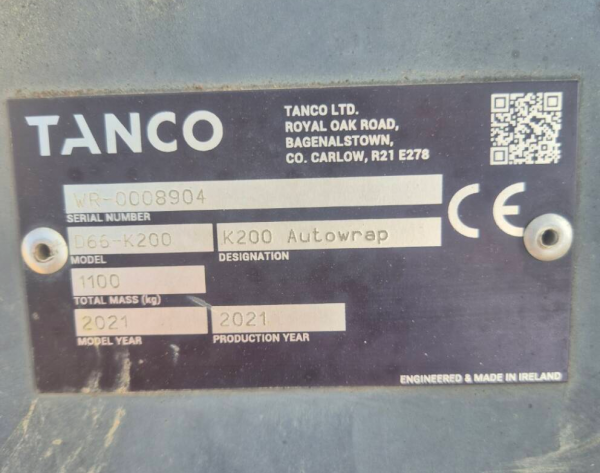 TANCO
TANCO LTD.
ROYAL OAK ROAD,
BAGENALSTOWN,
CO. CARLOW, R21 E278
WR-0008904
SERIAL NUMBER
D66-K200
MODEL
K200 Autowrap
DESIGNATION
CE
1100
TOTAL MASS (kg)
2021
MODEL YEAR
2021
PRODUCTION YEAR
ENGINEERED & MADE IN IRELAND